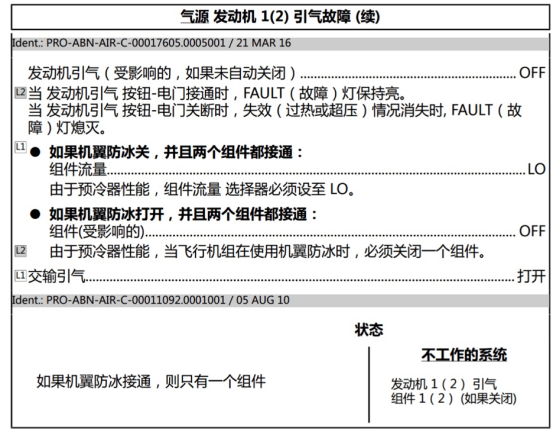 气源 发动机 1(2) 引气故障 (续)
Ident.: PRO-ABN-AIR-C-00017605.0005001 / 21 MAR 16
发动机引气（受影响的，如果未自动关闭）........................................OFF
L2 当 发动机引气 按钮-电门接通时，FAULT（故障）灯保持亮。
当 发动机引气 按钮-电门关断时，失效（过热或超压）情况消失时, FAULT（故
障）灯熄灭。
L1 ● 如果机翼防冰关，并且两个组件都接通：
组件流量........................................LO
由于预冷器性能，组件流量 选择器必须设至 LO。
● 如果机翼防冰打开，并且两个组件都接通：
组件(受影响的)........................................OFF
L2 由于预冷器性能，当飞行机组在使用机翼防冰时，必须关闭一个组件。
L1 交输引气........................................打开
Ident.: PRO-ABN-AIR-C-00011092.0001001 / 05 AUG 10
状态
不工作的系统
如果机翼防冰接通，则只有一个组件
发动机 1（2） 引气
组件 1（2） (如果关闭)